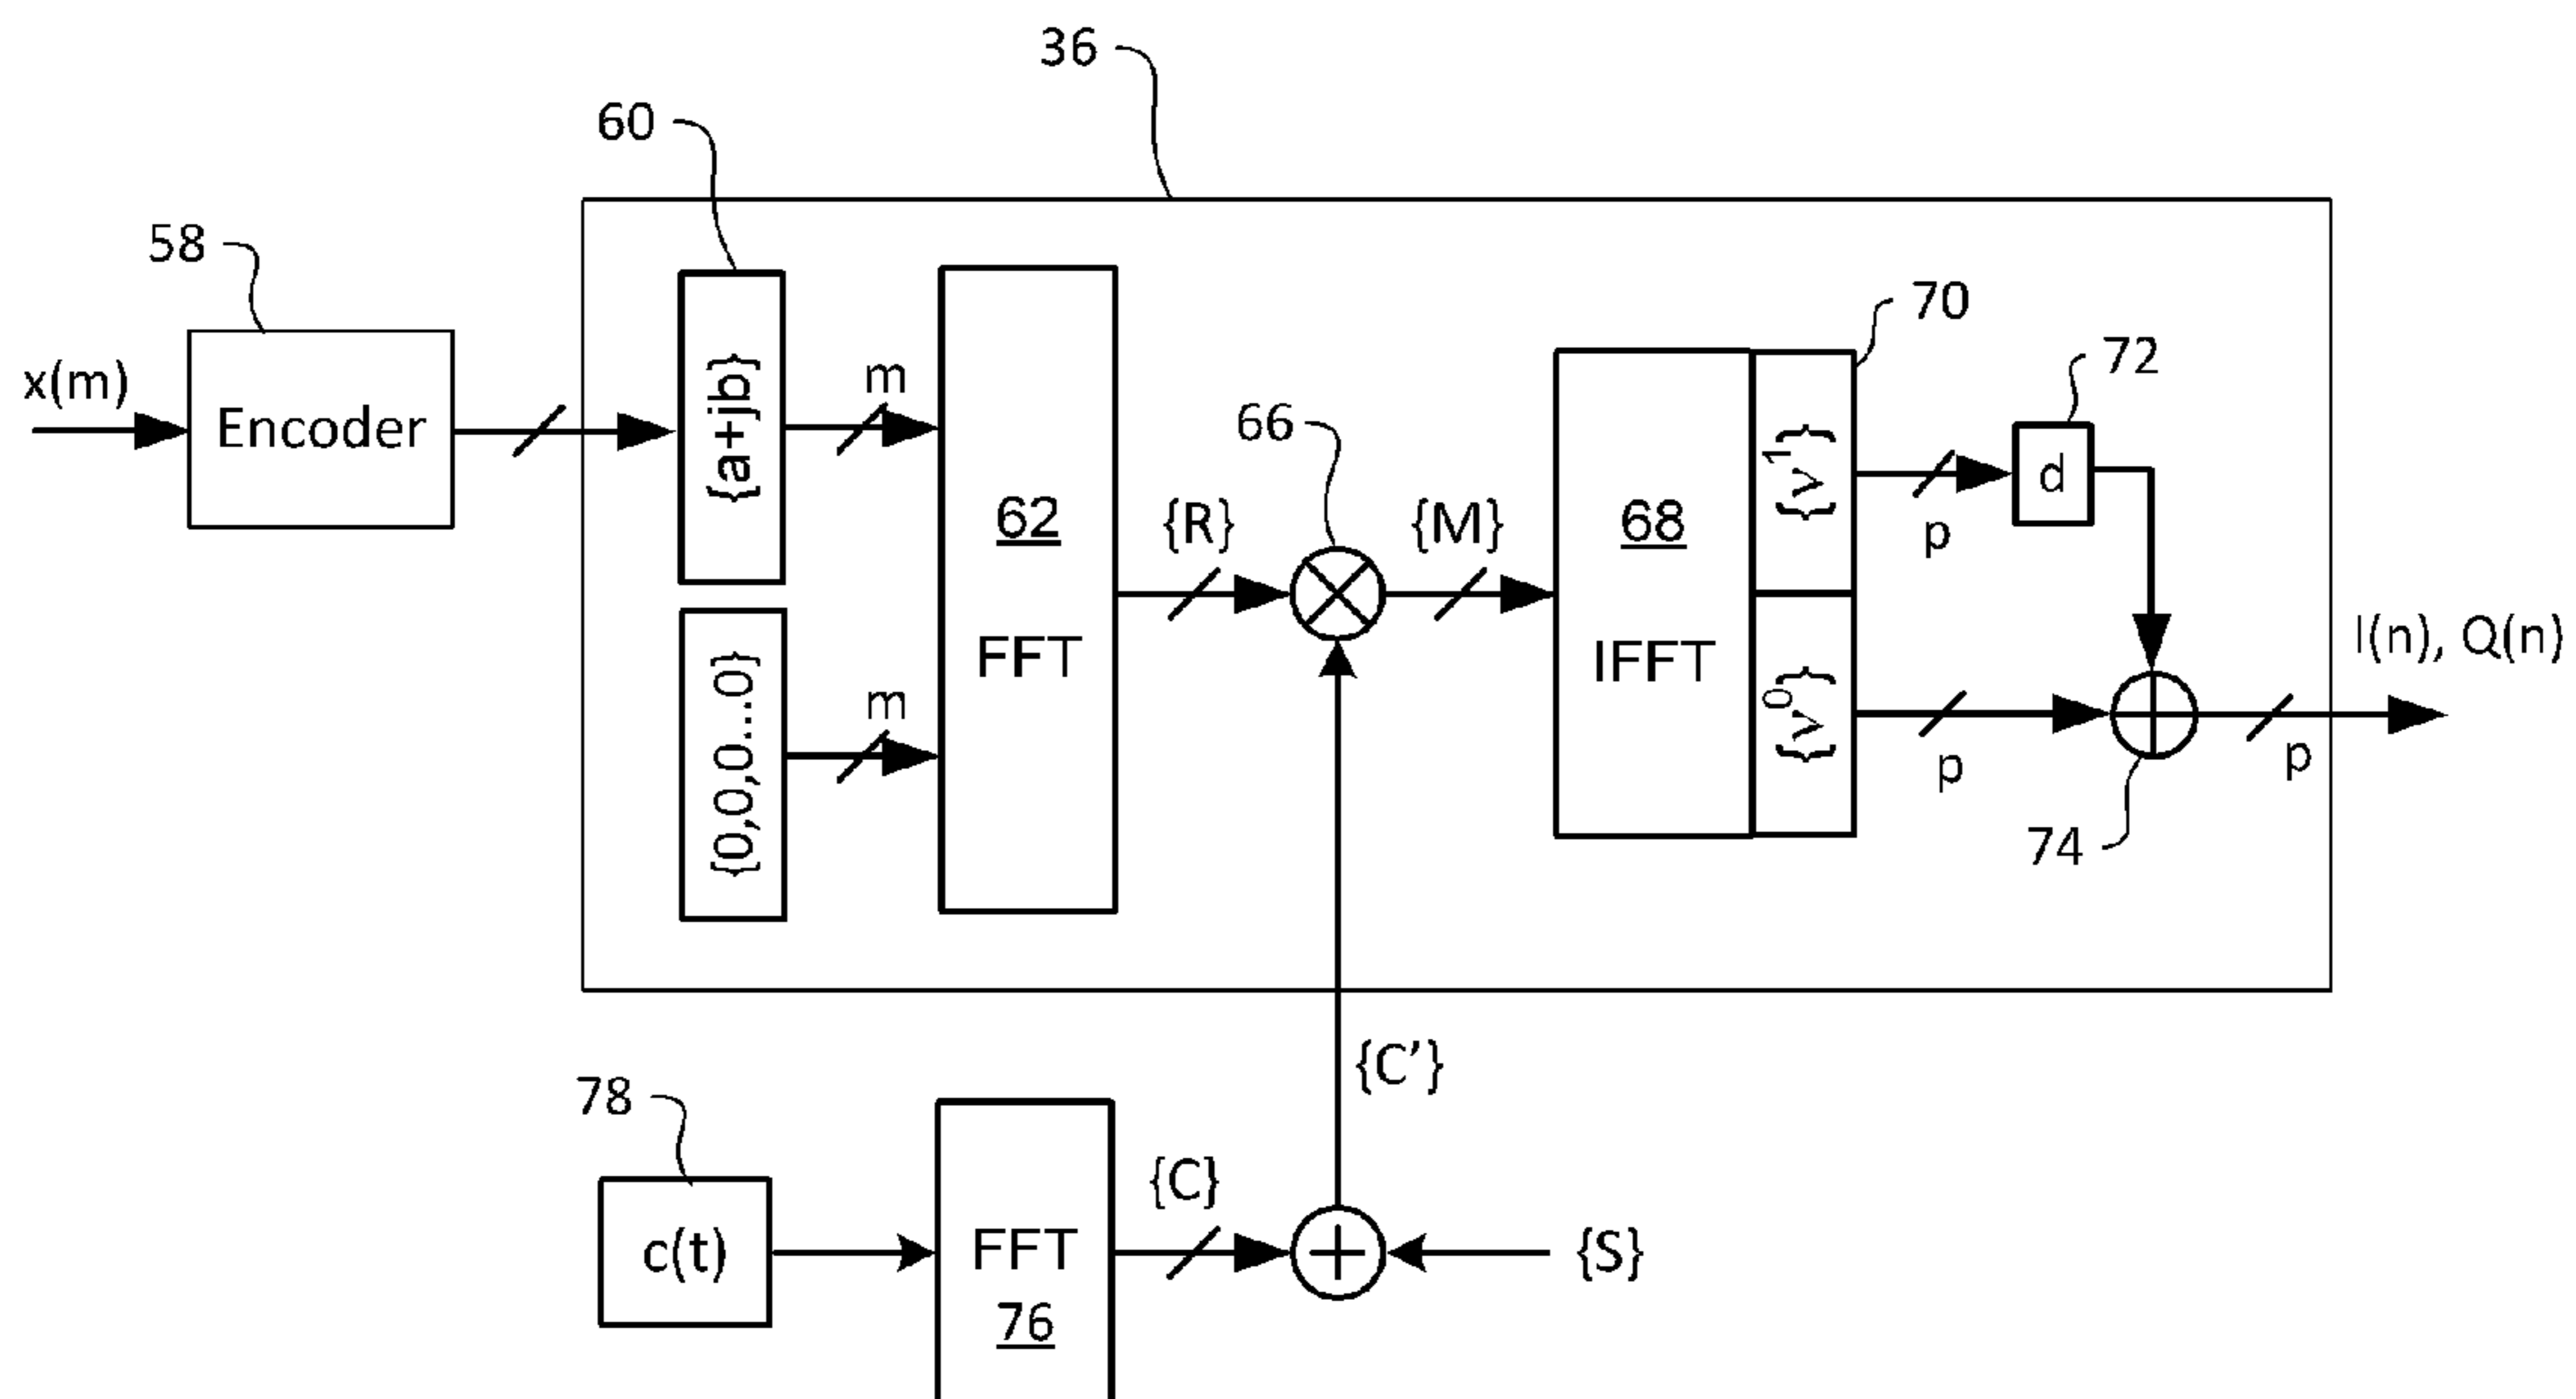 36
60
58
x(m)
Encoder
{a+jb}
m
{0,0,0...0}
m
62
FFT
{R}
66
{M}
68
IFFT
70
{v¹}
{v⁰}
p
72
d
p
74
I(n), Q(n)
p
{C'}
78
c(t)
FFT
76
{C}
{S}